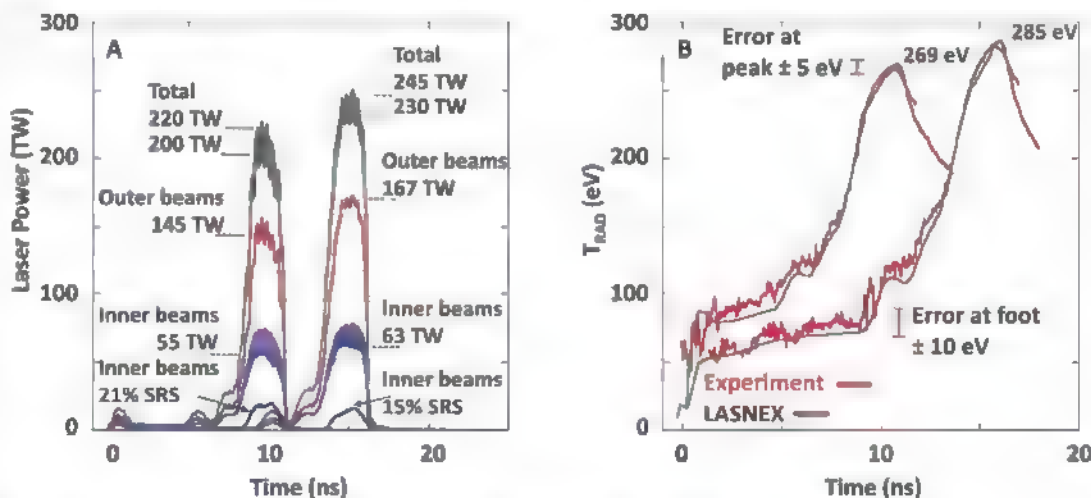 300
200
100
0
Laser Power (TW)
A
Total
220 TW
200 TW
Total
245 TW
230 TW
Outer beams
145 TW
Outer beams
167 TW
Inner beams
55 TW
Inner beams
63 TW
Inner beams
21% SRS
Inner beams
15% SRS
0
10
20
Time (ns)
300
200
100
0
T_RAD (eV)
B
Error at
peak ± 5 eV
269 eV
285 eV
Error at foot
± 10 eV
Experiment
LASNEX
0
10
20
Time (ns)